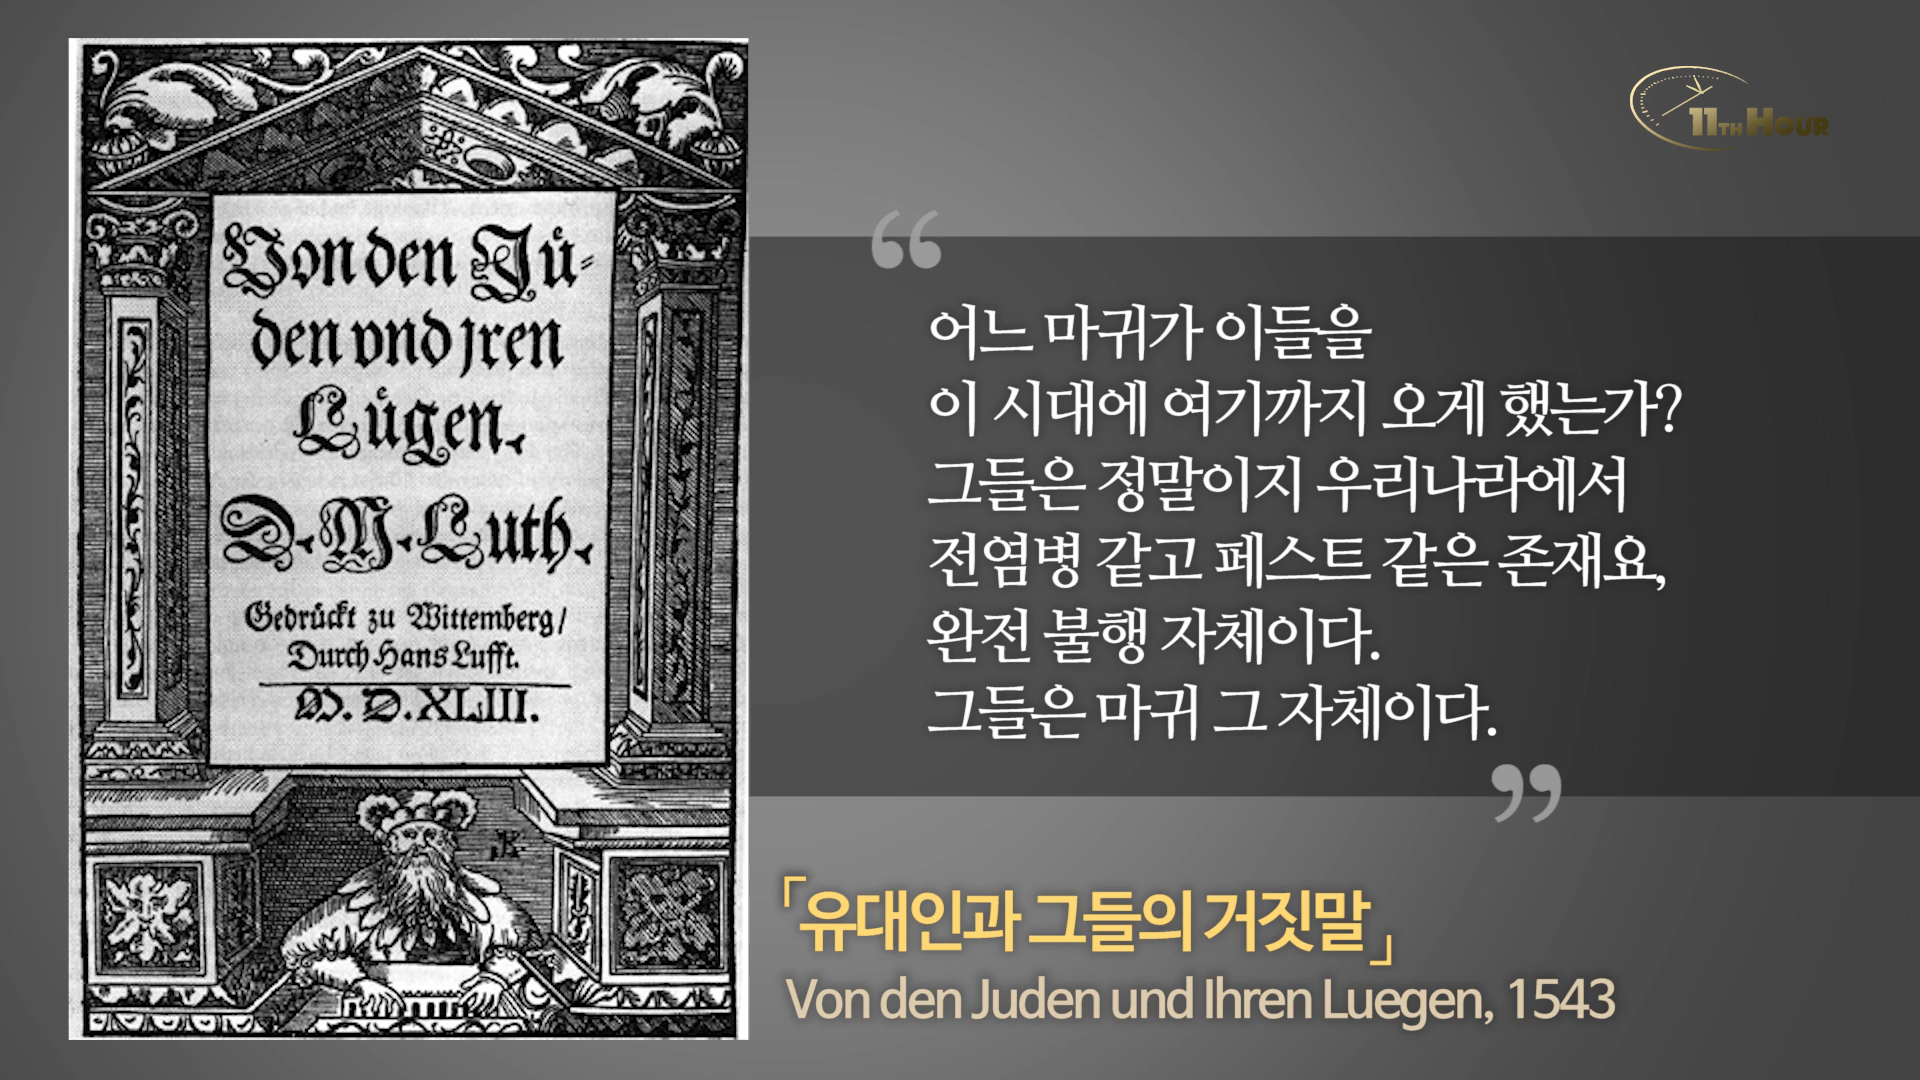 Von den Jů-
den vnd jren
Lůgen.
D. M. Luth.
Gedrůckt zu Wittemberg/
Durch Hans Lufft.
M. D. XLIII.
11TH HOUR
“
어느 마귀가 이들을
이 시대에 여기까지 오게 했는가?
그들은 정말이지 우리나라에서
전염병 같고 페스트 같은 존재요,
완전 불행 자체이다.
그들은 마귀 그 자체이다.
”
「유대인과 그들의 거짓말」
Von den Juden und Ihren Luegen, 1543